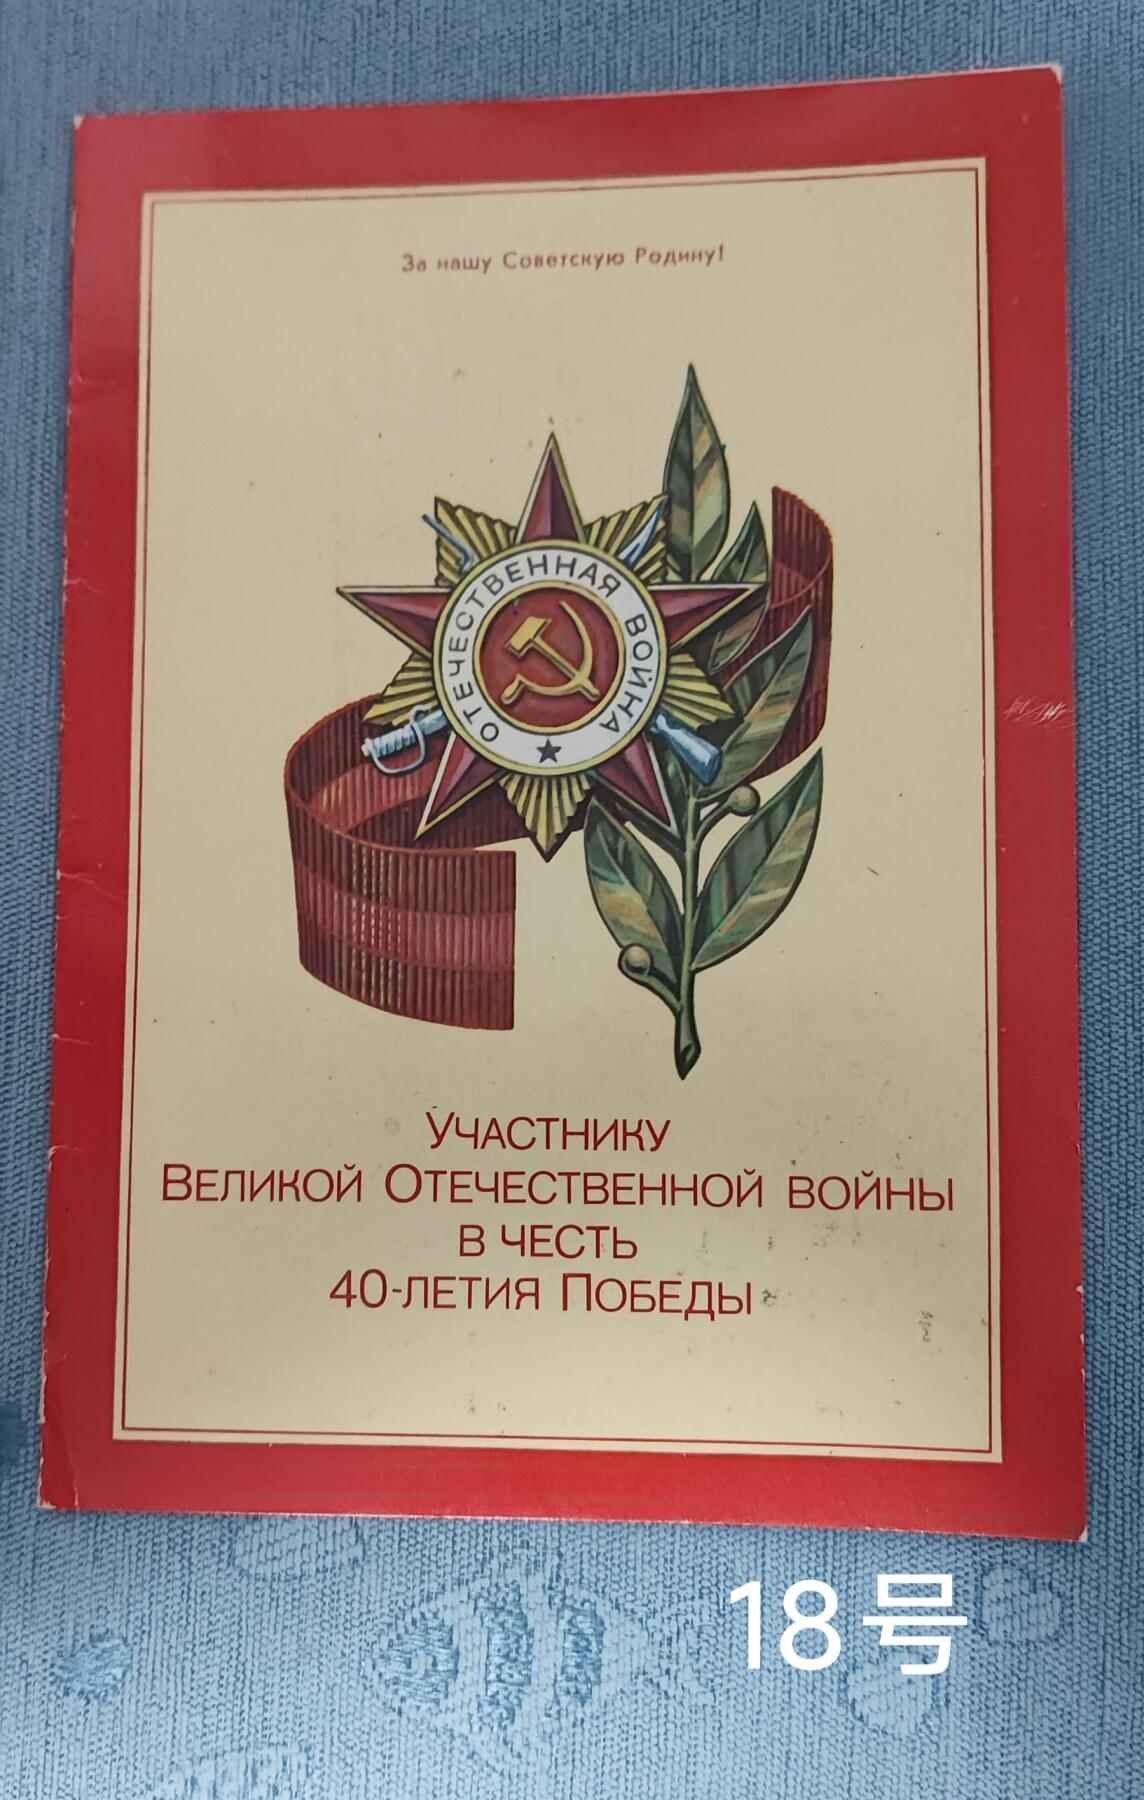 За нашу Советскую Родину!
ОТЕЧЕСТВЕННАЯ ВОЙНА
УЧАСТНИКУ
ВЕЛИКОЙ ОТЕЧЕСТВЕННОЙ ВОЙНЫ
В ЧЕСТЬ
40-ЛЕТИЯ ПОБЕДЫ
18号